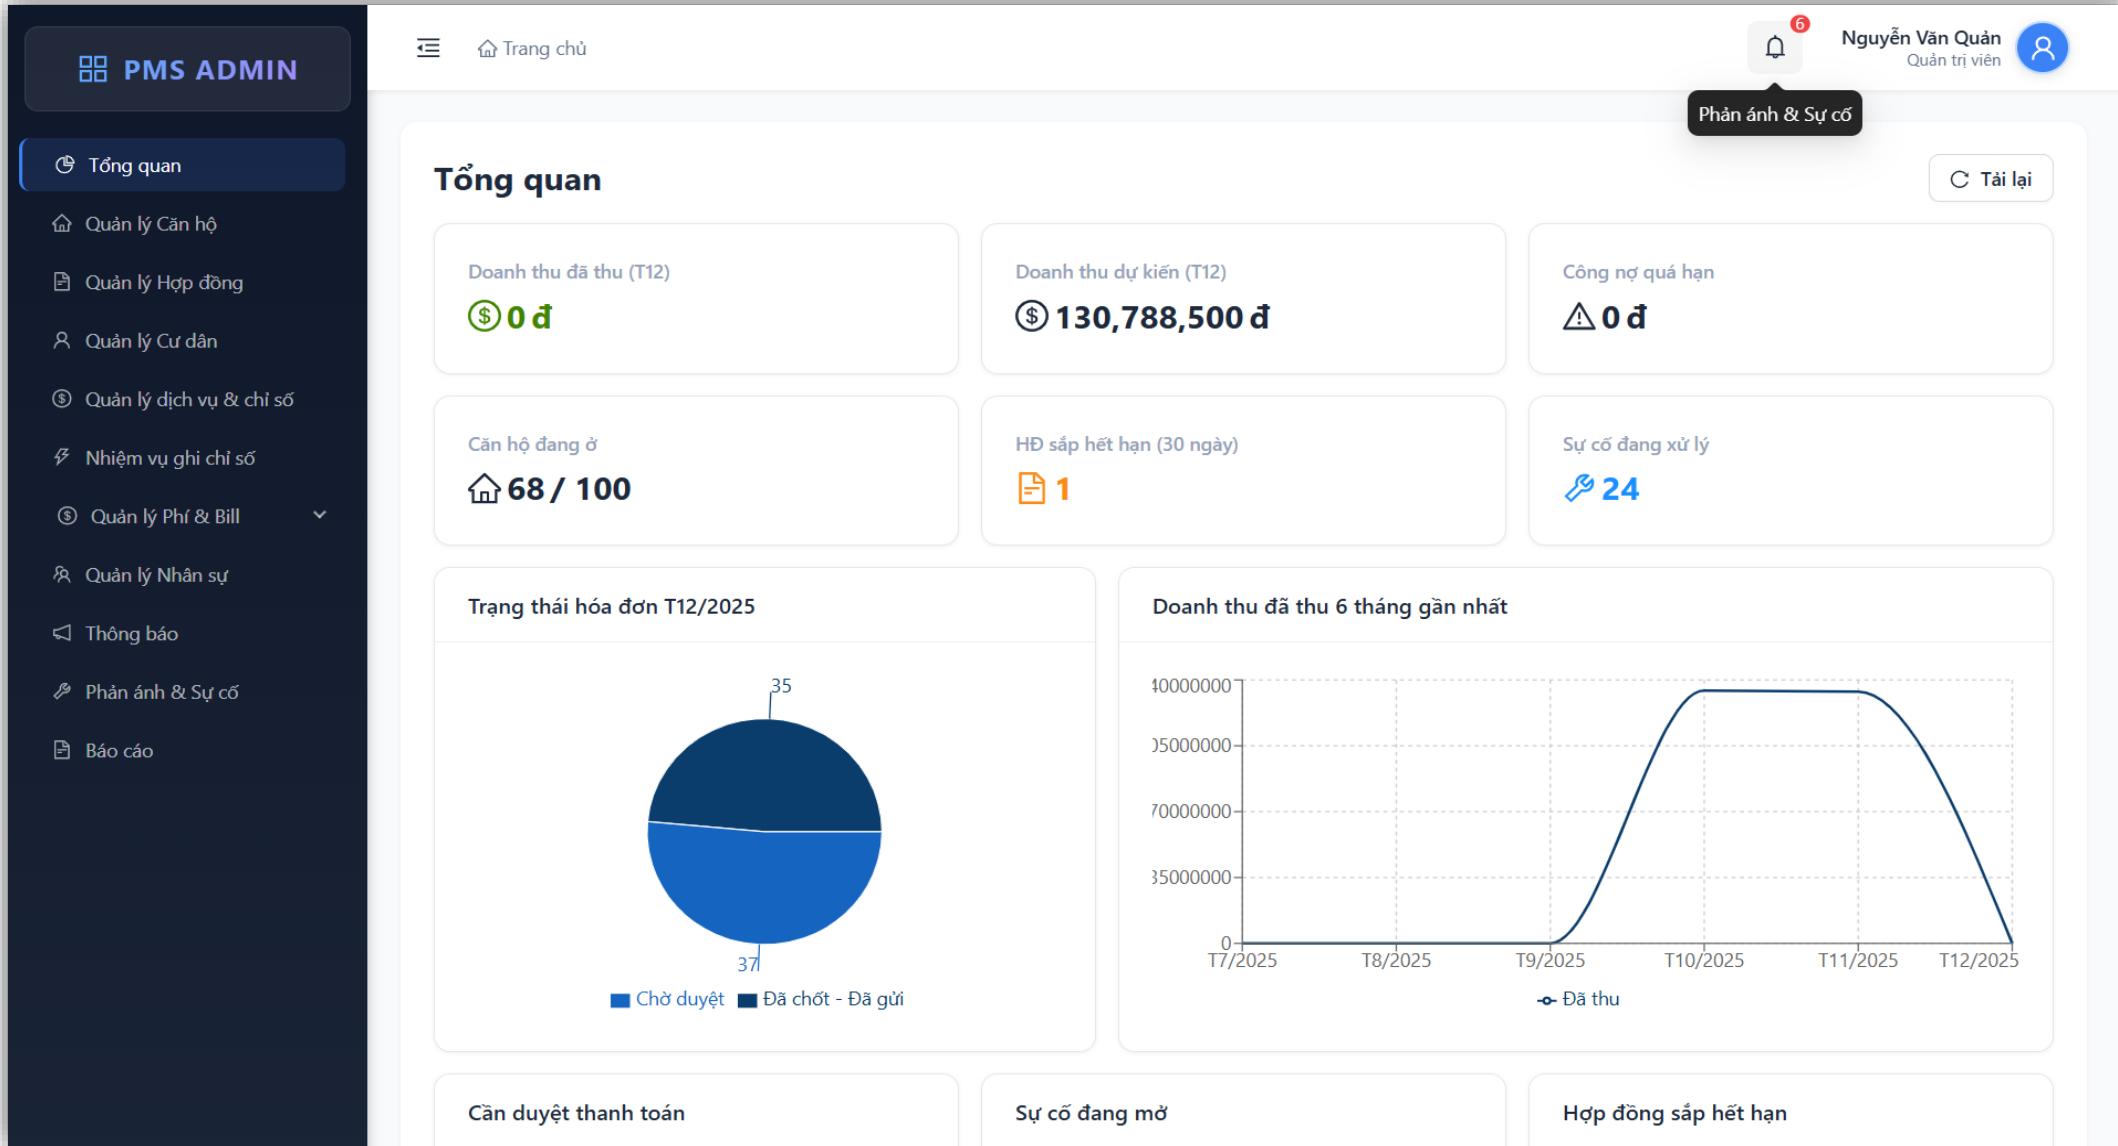 PMS ADMIN
Tổng quan
Quản lý Căn hộ
Quản lý Hợp đồng
Quản lý Cư dân
Quản lý dịch vụ & chỉ số
Nhiệm vụ ghi chỉ số
Quản lý Phí & Bill
Quản lý Nhân sự
Thông báo
Phản ánh & Sự cố
Báo cáo
Trang chủ
6
Nguyễn Văn Quản
Quản trị viên
Phản ánh & Sự cố
Tổng quan
Tải lại
Doanh thu đã thu (T12)
0 đ
Doanh thu dự kiến (T12)
130,788,500 đ
Công nợ quá hạn
0 đ
Căn hộ đang ở
68 / 100
HĐ sắp hết hạn (30 ngày)
1
Sự cố đang xử lý
24
Trạng thái hóa đơn T12/2025
35
37
Chờ duyệt
Đã chốt - Đã gửi
Doanh thu đã thu 6 tháng gần nhất
40000000
05000000
70000000
35000000
0
T7/2025 T8/2025 T9/2025 T10/2025 T11/2025 T12/2025
Đã thu
Cần duyệt thanh toán
Sự cố đang mở
Hợp đồng sắp hết hạn